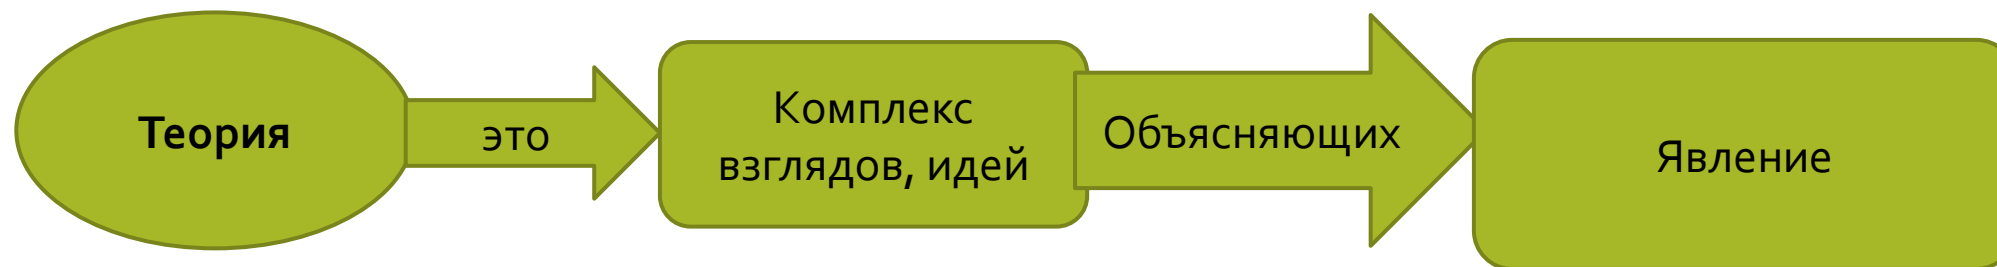 Теория
это
Комплекс
взглядов, идей
Объясняющих
Явление